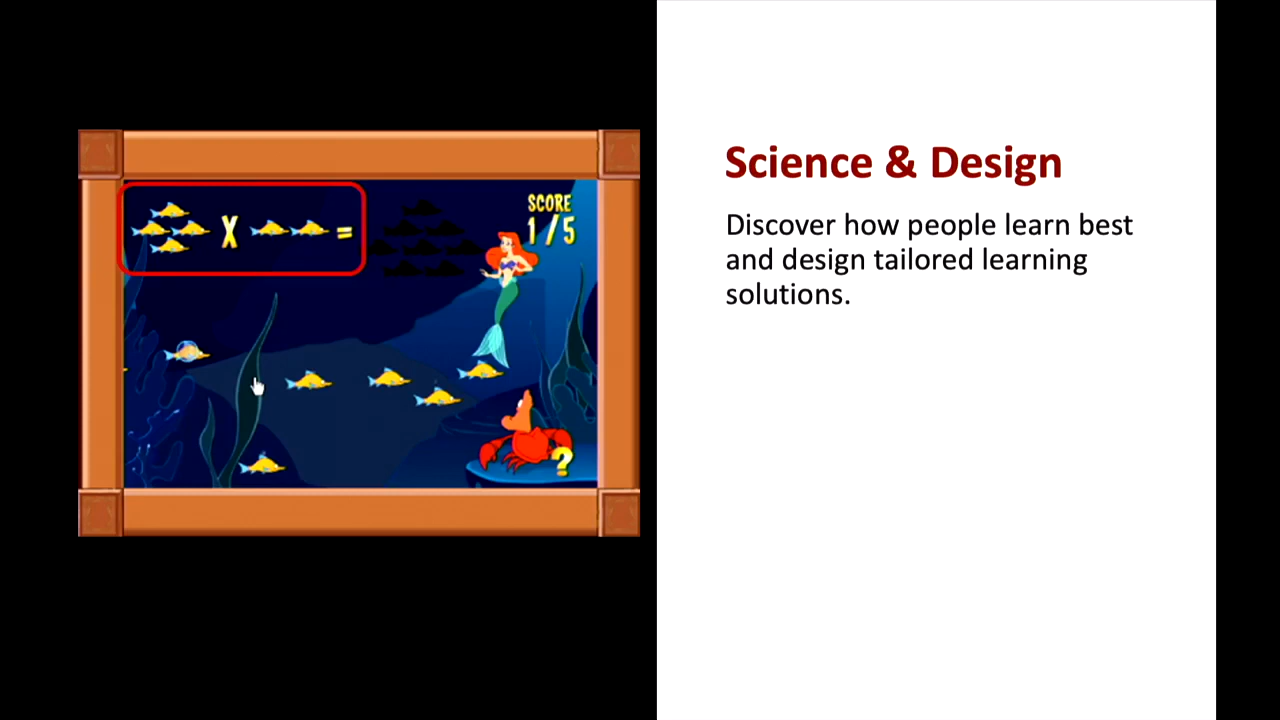 X =
SCORE
1/5
?
Science & Design
Discover how people learn best
and design tailored learning
solutions.